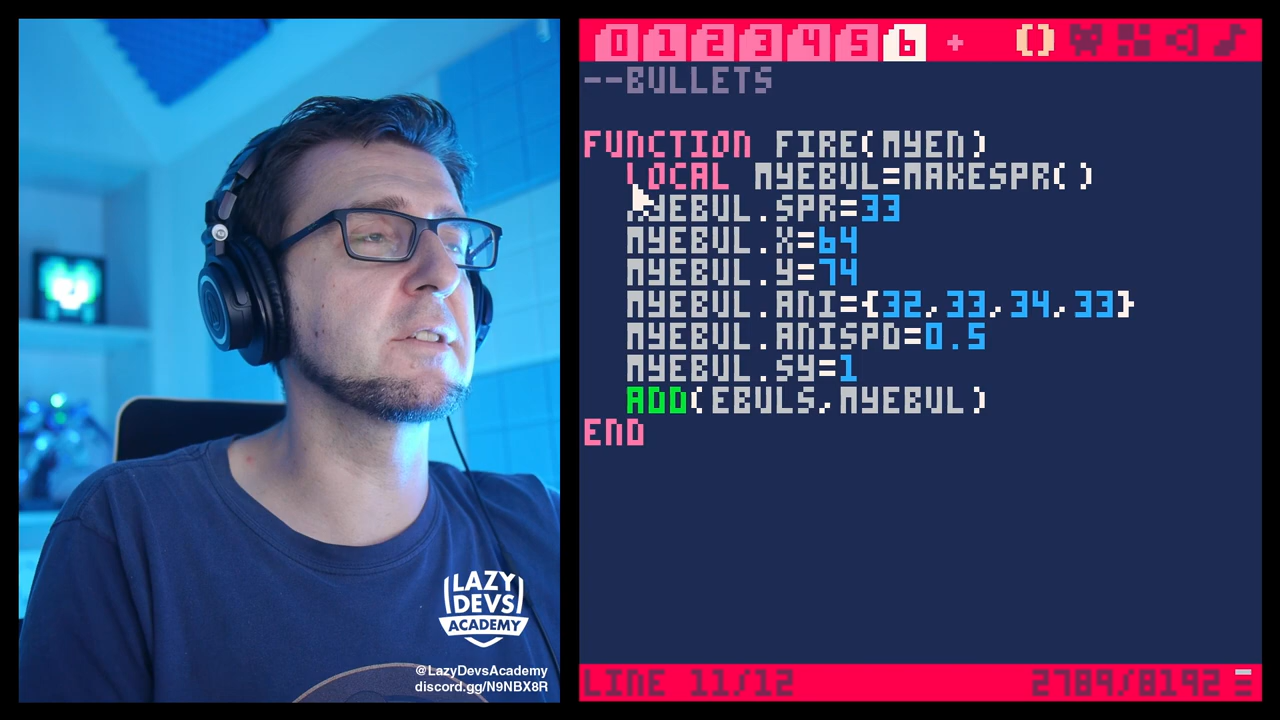 0 1 2 3 4 5 6 +
--BULLETS
FUNCTION FIRE(MYEN)
LOCAL MYEBUL=MAKESPR()
MYEBUL.SPR=33
MYEBUL.X=64
MYEBUL.Y=74
MYEBUL.ANI={32,33,34,33}
MYEBUL.ANISPD=0.5
MYEBUL.SY=1
ADD(EBULS,MYEBUL)
END
LINE 11/12
2789/8192
LAZY
DEVS
ACADEMY
@LazyDevsAcademy
discord.gg/N9NBX8R